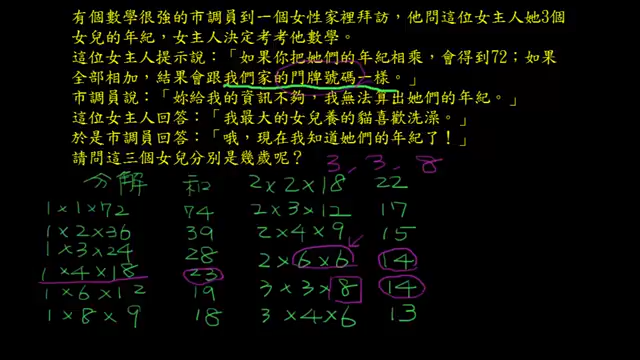 有個數學很強的市調員到一個女性家裡拜訪，他問這位女主人她3個
女兒的年紀，女主人決定考考他數學。
這位女主人提示說：「如果你把她們的年紀相乘，會得到72；如果
全部相加，結果會跟我們家的門牌號碼一樣。」
市調員說：「妳給我的資訊不夠，我無法算出她們的年紀。」
這位女主人回答：「我最大的女兒養的貓喜歡洗澡。」
於是市調員回答：「哦，現在我知道她們的年紀了！」
請問這三個女兒分別是幾歲呢？ 3、3、8
分解 和 2×2×18 22
1×1×72 74 2×3×12 17
1×2×36 39 2×4×9 15
1×3×24 28 2×6×6 14
1×4×18 23 3×3×8 14
1×6×12 19 3×4×6 13
1×8×9 18